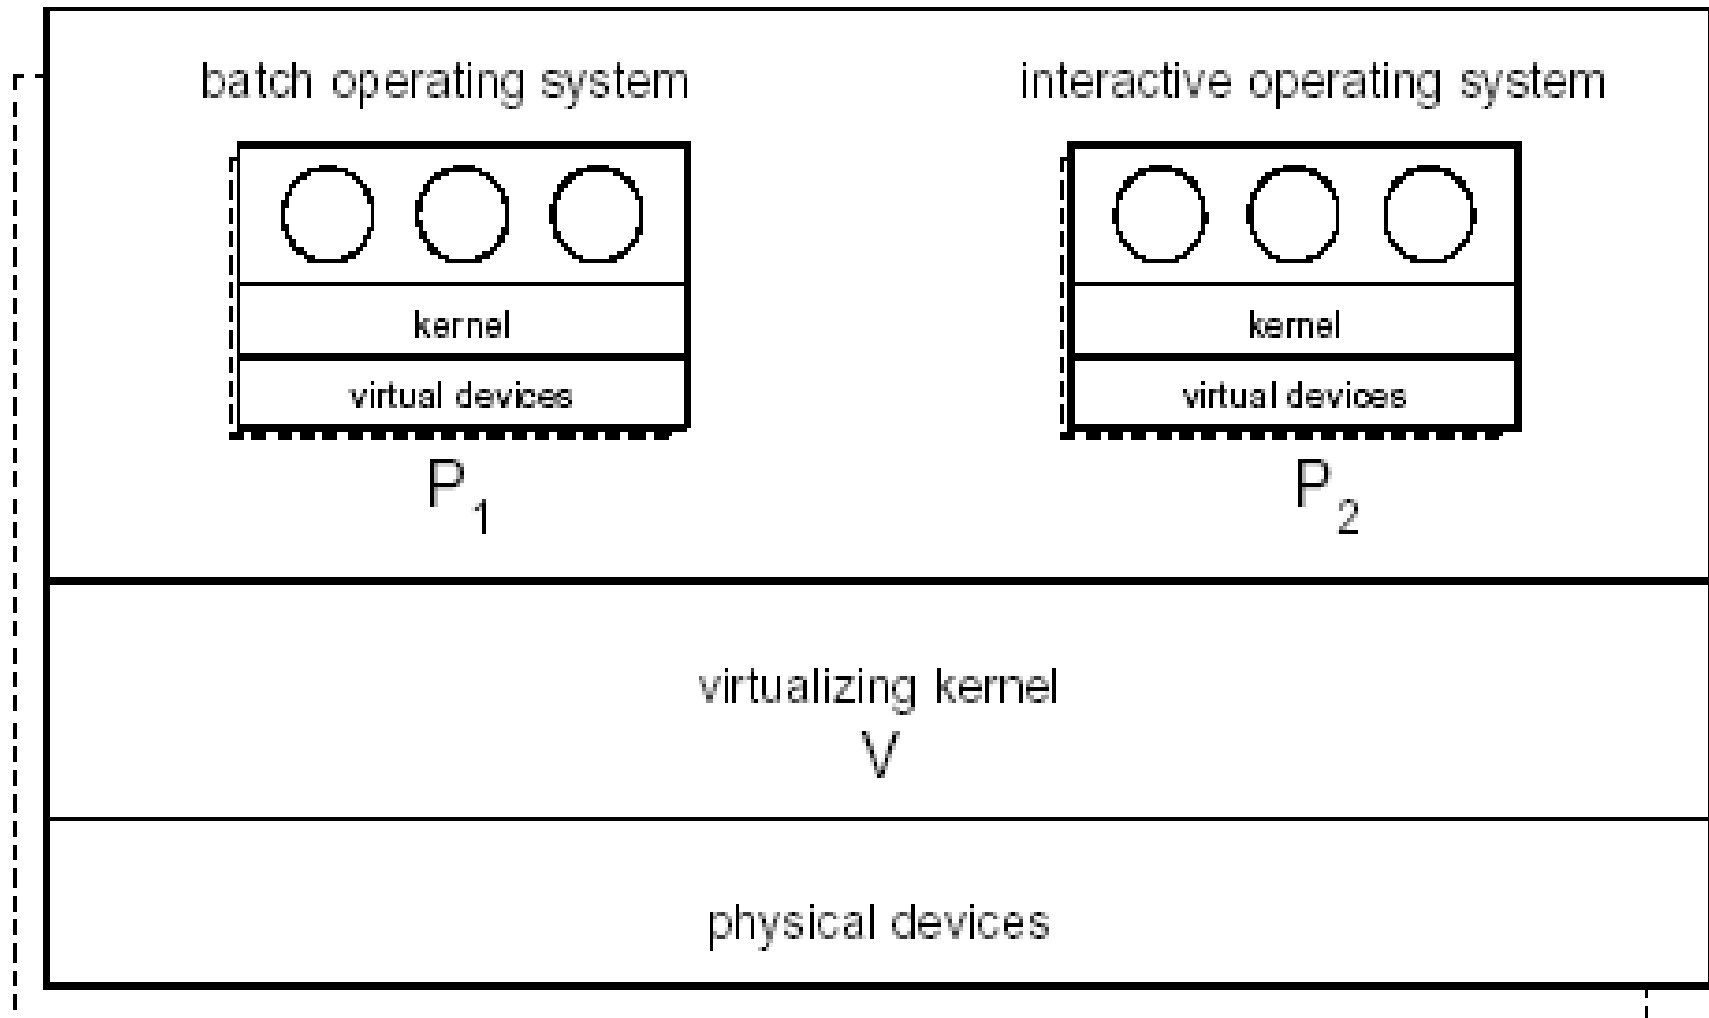 batch operating system
interactive operating system
kernel
virtual devices
P1
kernel
virtual devices
P2
virtualizing kernel
V
physical devices